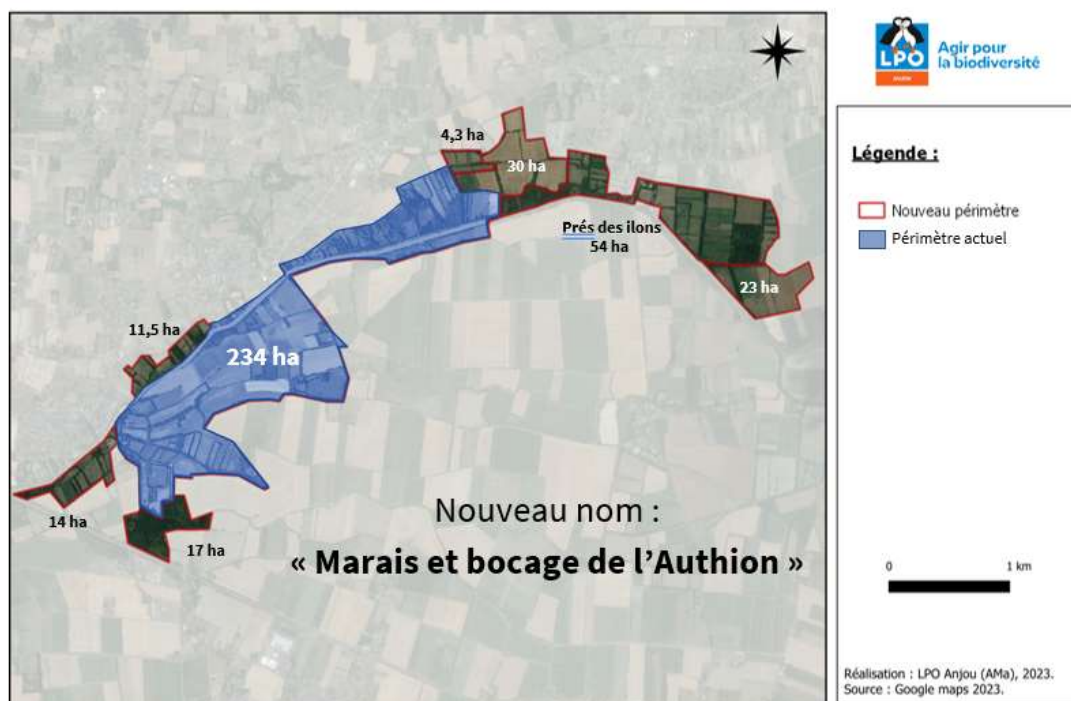 4,3 ha
30 ha
Prés des ilons
54 ha
23 ha
11,5 ha
234 ha
14 ha
17 ha
Nouveau nom :
« Marais et bocage de l’Authion »
LPO
Agir pour
la biodiversité
Légende :
Nouveau périmètre
Périmètre actuel
0 1 km
Réalisation : LPO Anjou (AMa), 2023.
Source : Google maps 2023.